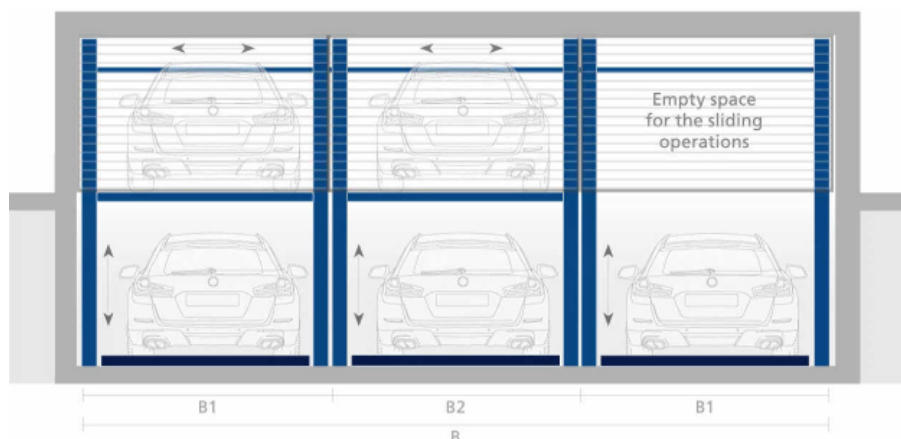 Empty space
for the sliding
operations
B1
B2
B1
B